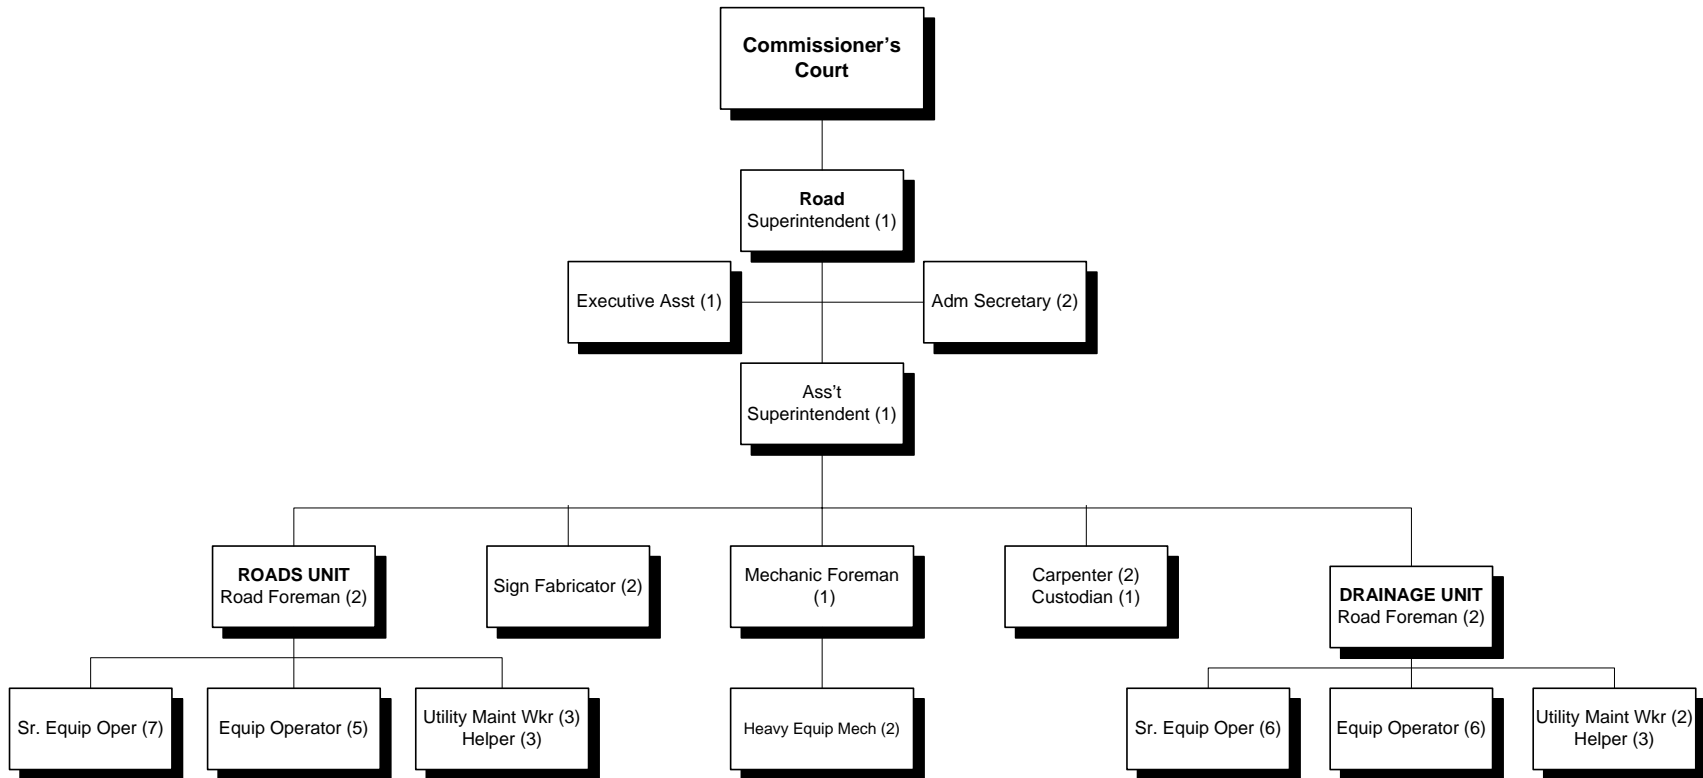 Commissioner's
Court
Road
Superintendent (1)
Executive Asst (1)
Adm Secretary (2)
Ass't
Superintendent (1)
ROADS UNIT
Road Foreman (2)
Sign Fabricator (2)
Mechanic Foreman
(1)
Carpenter (2)
Custodian (1)
DRAINAGE UNIT
Road Foreman (2)
Sr. Equip Oper (7)
Equip Operator (5)
Utility Maint Wkr (3)
Helper (3)
Heavy Equip Mech (2)
Sr. Equip Oper (6)
Equip Operator (6)
Utility Maint Wkr (2)
Helper (3)